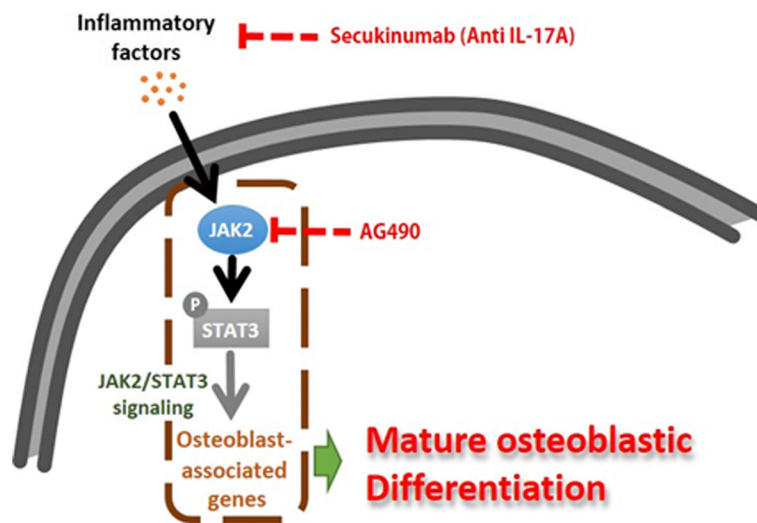 Inflammatory
factors
Secukinumab (Anti IL-17A)
JAK2
AG490
P
STAT3
JAK2/STAT3
signaling
Osteoblast-
associated
genes
Mature osteoblastic
Differentiation